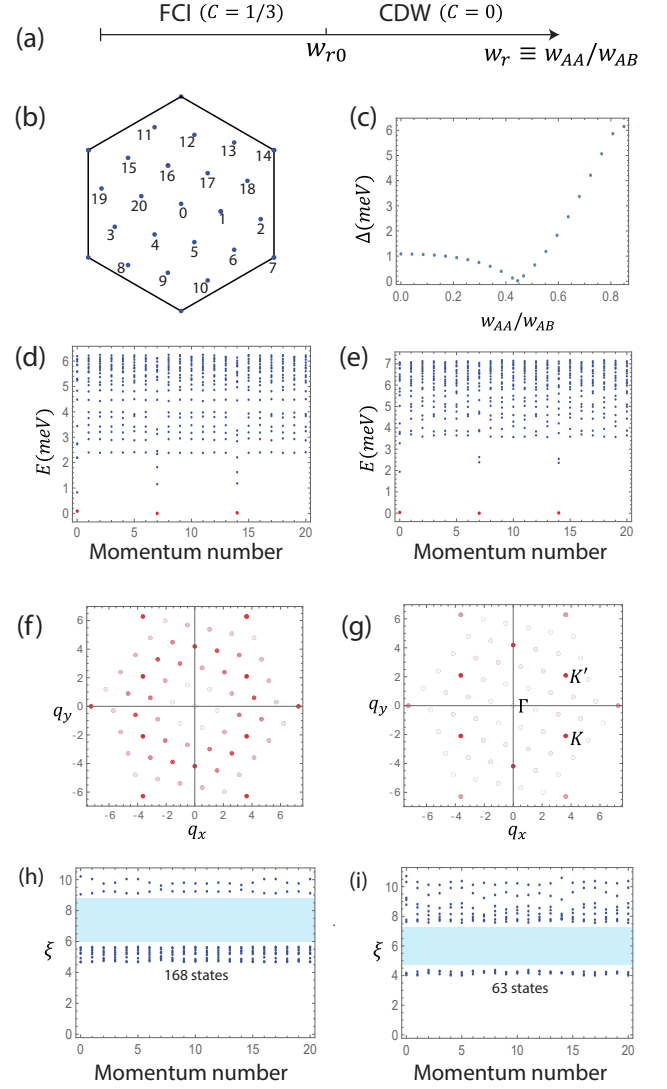 FCI (C = 1/3) CDW (C = 0)
(a)
w_{r0} w_r ≡ w_{AA}/w_{AB}
(b) (c)
11 12 13 14
15 16 17 18
19 20 0 1 2
3 4 5 6 7
8 9 10
Δ(meV)
6
5
4
3
2
1
0
0.0 0.2 0.4 0.6 0.8
w_{AA}/w_{AB}
(d)
E(meV)
6
5
4
3
2
1
0
0 5 10 15 20
Momentum number
(e)
E(meV)
7
6
5
4
3
2
1
0
0 5 10 15 20
Momentum number
(f)
q_y
6
4
2
0
-2
-4
-6
-6 -4 -2 0 2 4 6
q_x
(g)
q_y
6
4
2
0
-2
-4
-6
K′
Γ
K
-6 -4 -2 0 2 4 6
q_x
(h)
ξ
10
8
6
4
2
0
168 states
0 5 10 15 20
Momentum number
(i)
ξ
10
8
6
4
2
0
63 states
0 5 10 15 20
Momentum number